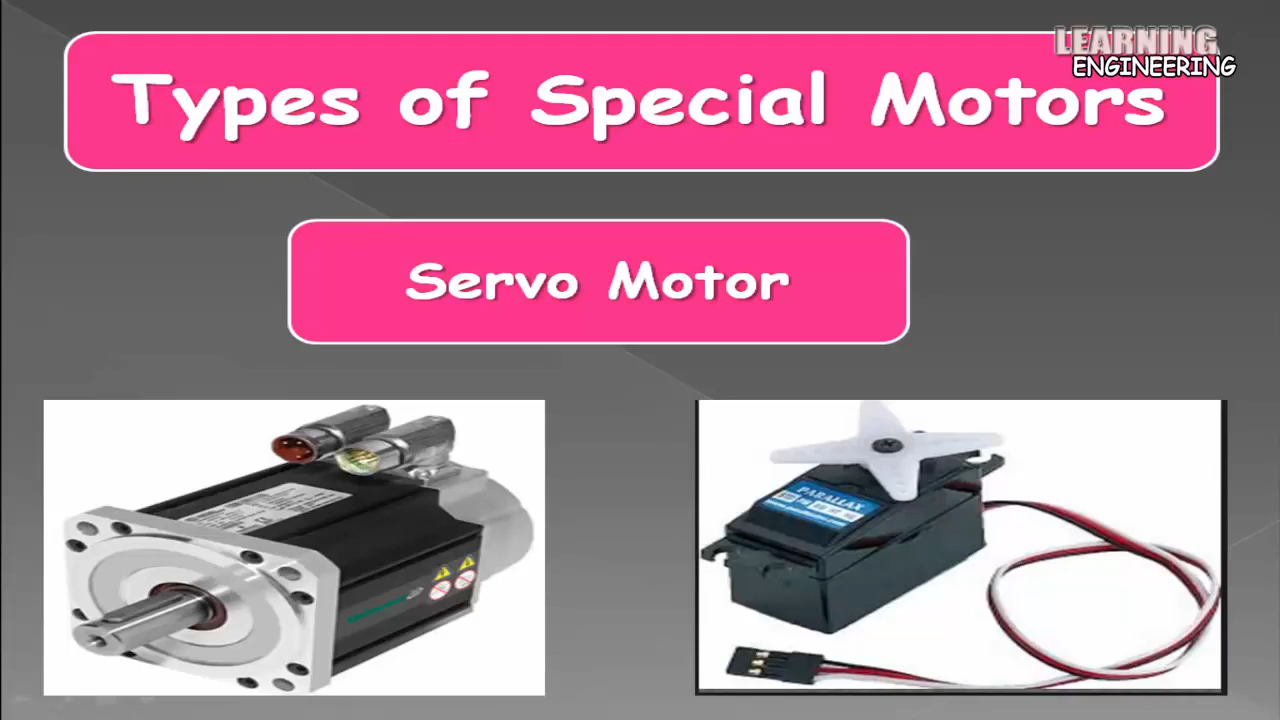 LEARNING
ENGINEERING
Types of Special Motors
Servo Motor
PARALLAX